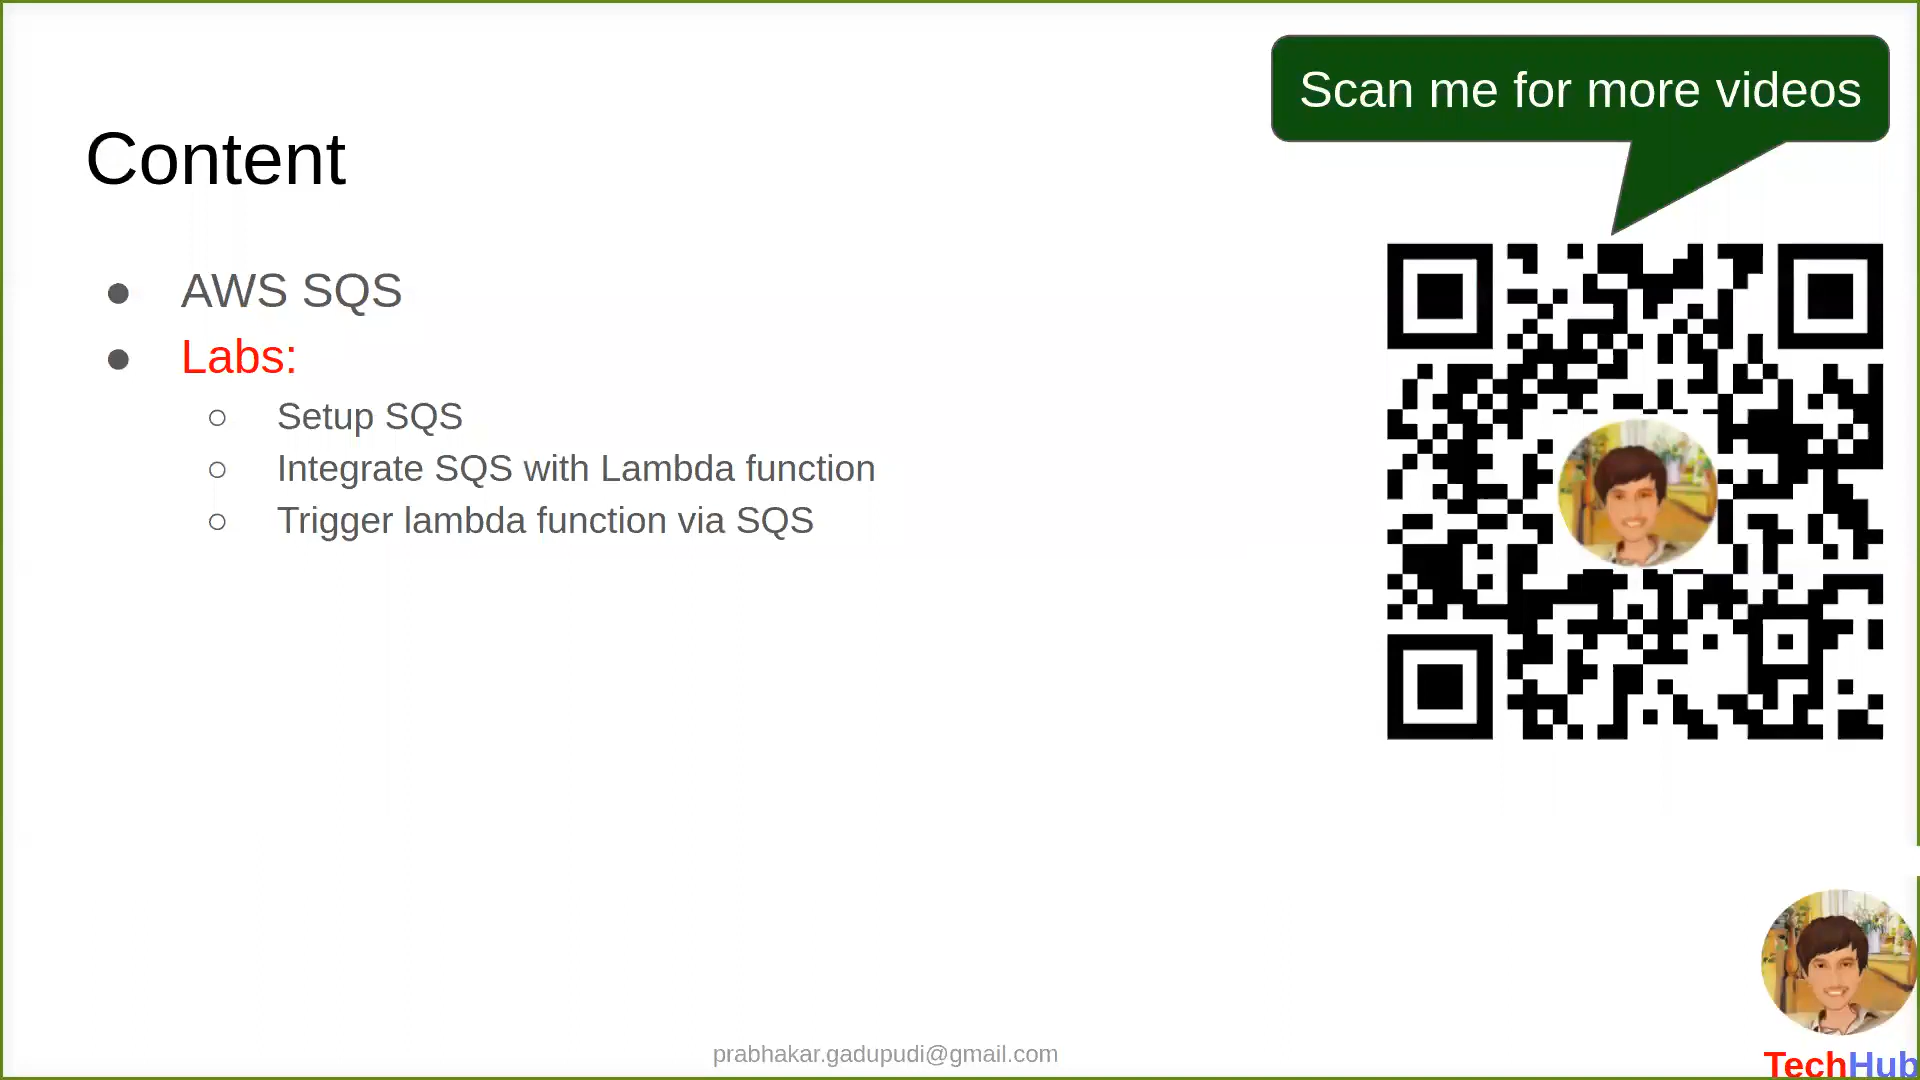 Scan me for more videos
Content
AWS SQS
Labs:
Setup SQS
Integrate SQS with Lambda function
Trigger lambda function via SQS
prabhakar.gadupudi@gmail.com
TechHub